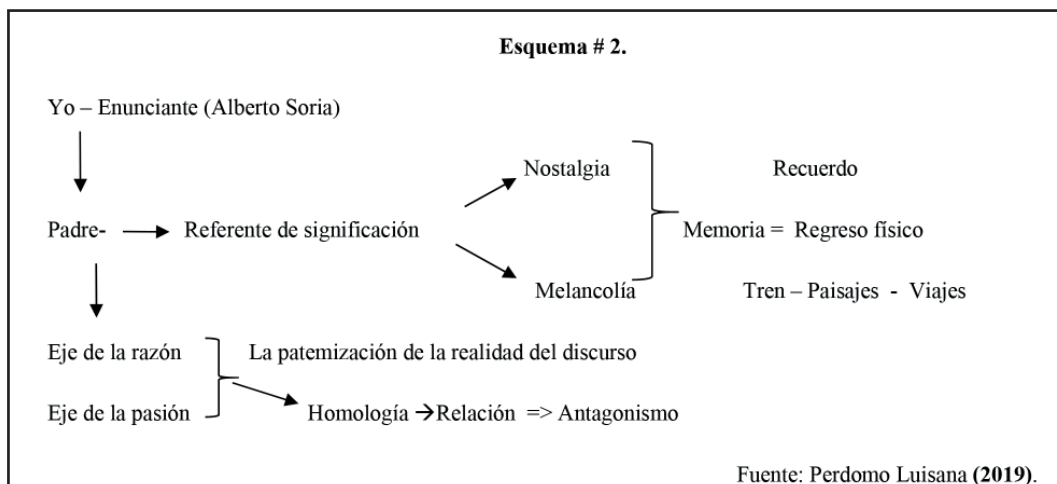 Esquema # 2.
Yo – Enunciante (Alberto Soria)
Nostalgia Recuerdo
Padre- Referente de significación Memoria = Regreso físico
Melancolía Tren – Paisajes - Viajes
Eje de la razón La patemización de la realidad del discurso
Eje de la pasión Homología →Relación => Antagonismo
Fuente: Perdomo Luisana (2019).